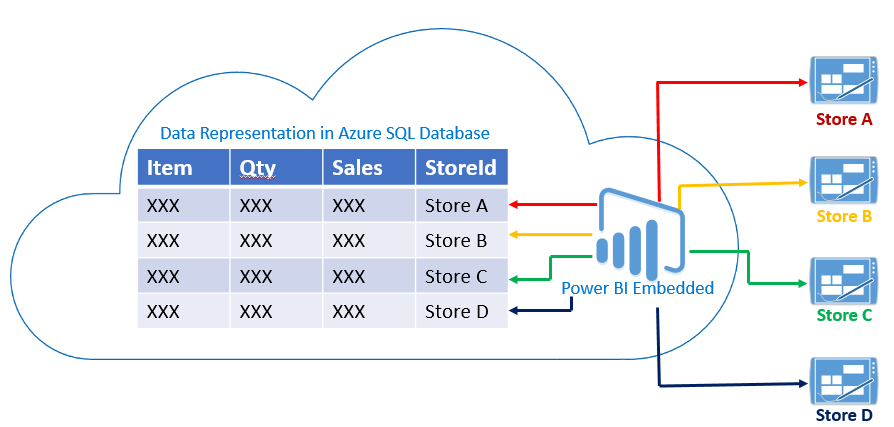 Data Representation in Azure SQL Database
Item Qty Sales StoreId
XXX XXX XXX Store A
XXX XXX XXX Store B
XXX XXX XXX Store C
XXX XXX XXX Store D
Power BI Embedded
Store A
Store B
Store C
Store D